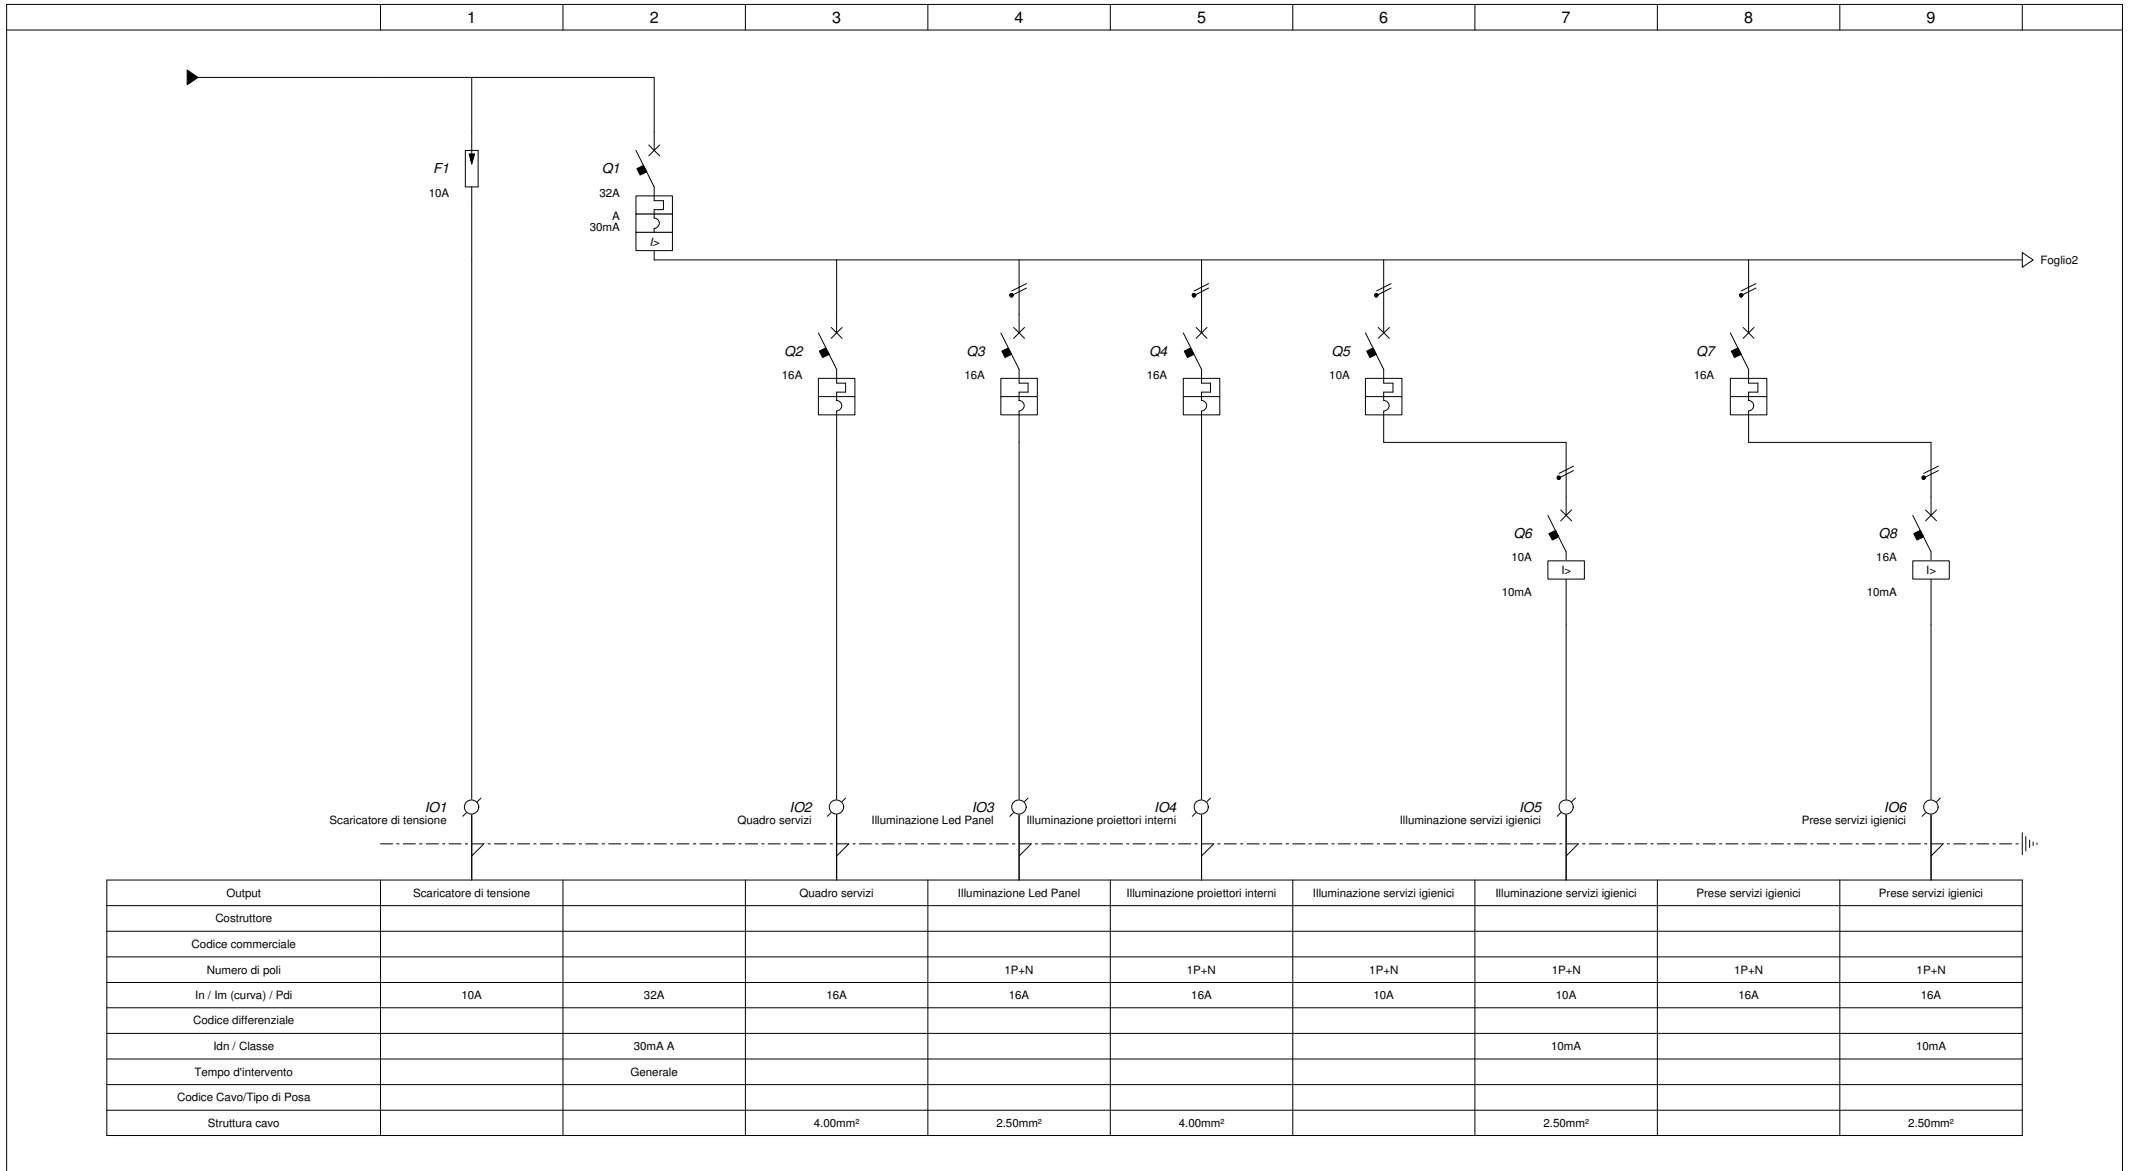 1 2 3 4 5 6 7 8 9
F1
10A
Q1
32A
A
30mA
I>
Foglio2
Q2
16A
Q3
16A
Q4
16A
Q5
10A
Q7
16A
Q6
10A
I>
10mA
Q8
16A
I>
10mA
IO1
Scaricatore di tensione
IO2
Quadro servizi
IO3
Illuminazione Led Panel
IO4
Illuminazione proiettori interni
IO5
Illuminazione servizi igienici
IO6
Prese servizi igienici
Output Scaricatore di tensione Quadro servizi Illuminazione Led Panel Illuminazione proiettori interni Illuminazione servizi igienici Illuminazione servizi igienici Prese servizi igienici Prese servizi igienici
Costruttore
Codice commerciale
Numero di poli 1P+N 1P+N 1P+N 1P+N 1P+N 1P+N
In / Im (curva) / Pdi 10A 32A 16A 16A 16A 10A 10A 16A 16A
Codice differenziale
Idn / Classe 30mA A 10mA 10mA
Tempo d'intervento Generale
Codice Cavo/Tipo di Posa
Struttura cavo 4.00mm² 2.50mm² 4.00mm² 2.50mm² 2.50mm²